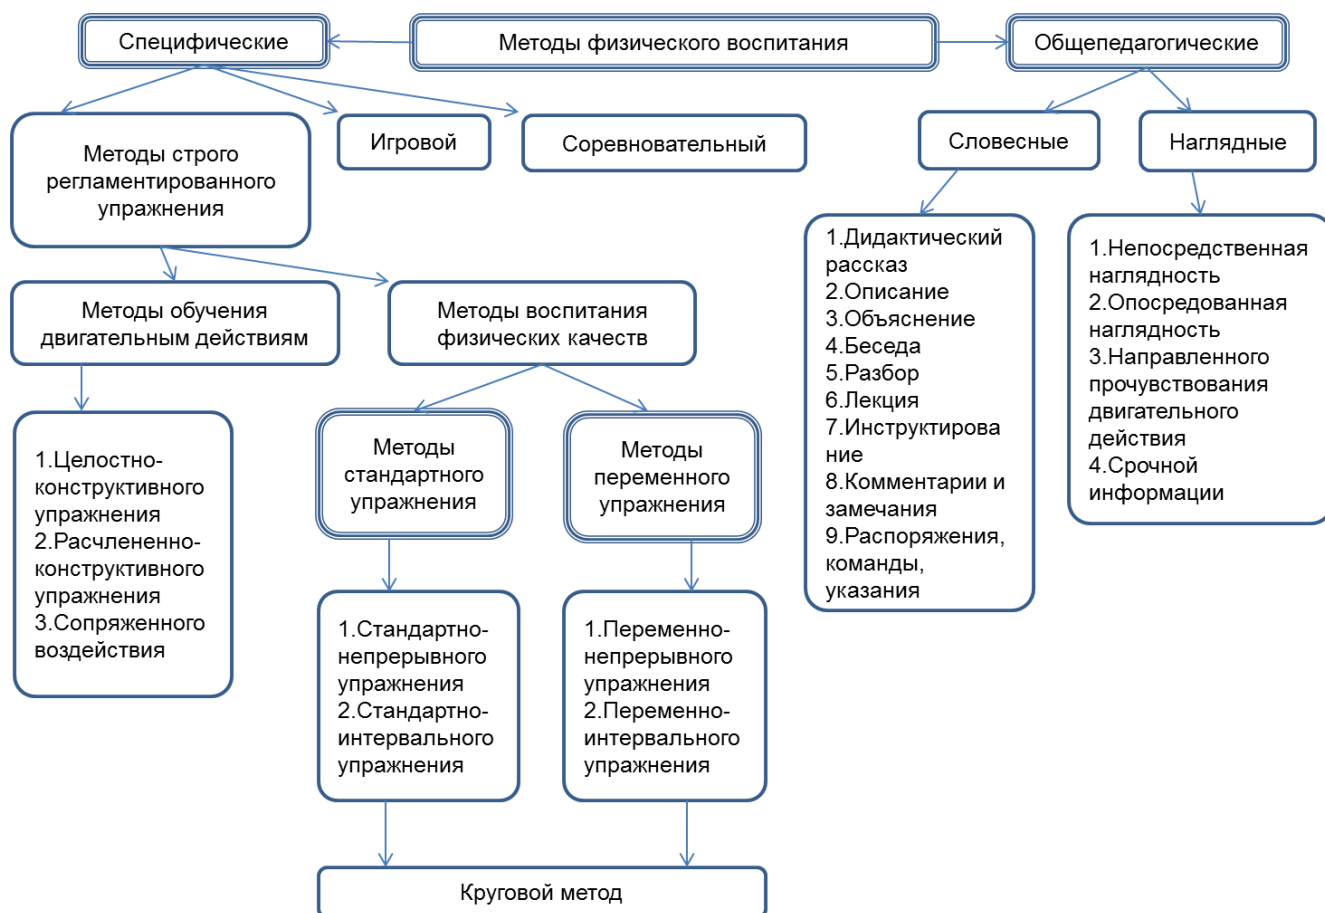 Специфические
Методы физического воспитания
Общепедагогические
Методы строго
регламентированного
упражнения
Игровой
Соревновательный
Словесные
Наглядные
Методы обучения
двигательным действиям
Методы воспитания
физических качеств
1.Целостно-
конструктивного
упражнения
2.Расчлененно-
конструктивного
упражнения
3.Сопряженного
воздействия
Методы
стандартного
упражнения
Методы
переменного
упражнения
1.Стандартно-
непрерывного
упражнения
2.Стандартно-
интервального
упражнения
1.Переменно-
непрерывного
упражнения
2.Переменно-
интервального
упражнения
Круговой метод
1.Дидактический
рассказ
2.Описание
3.Объяснение
4.Беседа
5.Разбор
6.Лекция
7.Инструктирова
ние
8.Комментарии и
замечания
9.Распоряжения,
команды,
указания
1.Непосредственная
наглядность
2.Опосредованная
наглядность
3.Направленного
прочувствования
двигательного
действия
4.Срочной
информации